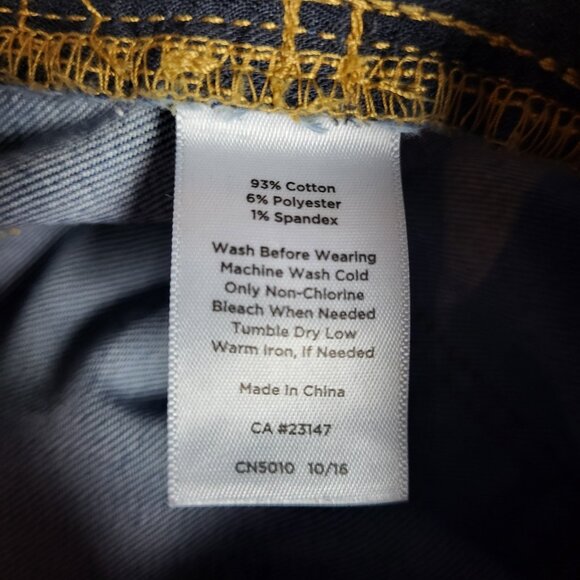 93% Cotton
6% Polyester
1% Spandex
Wash Before Wearing
Machine Wash Cold
Only Non-Chlorine
Bleach When Needed
Tumble Dry Low
Warm Iron, If Needed
Made In China
CA #23147
CN5010 10/16